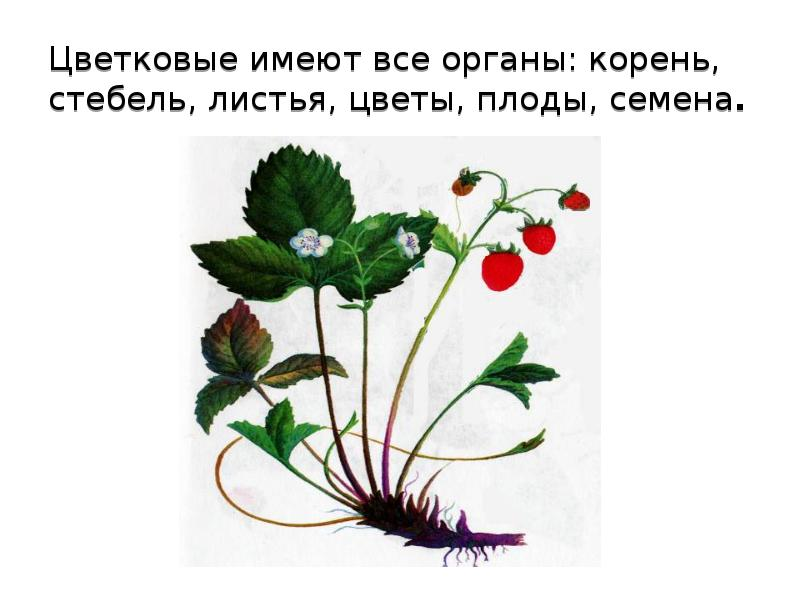 Цветковые имеют все органы: корень,
стебель, листья, цветы, плоды, семена.